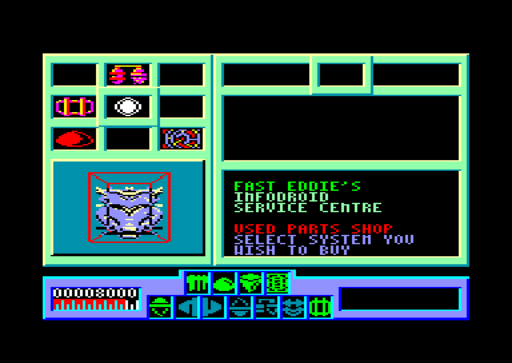 FAST EDDIE'S
INFODROID
SERVICE CENTRE
USED PARTS SHOP
SELECT SYSTEM YOU
WISH TO BUY
00008000